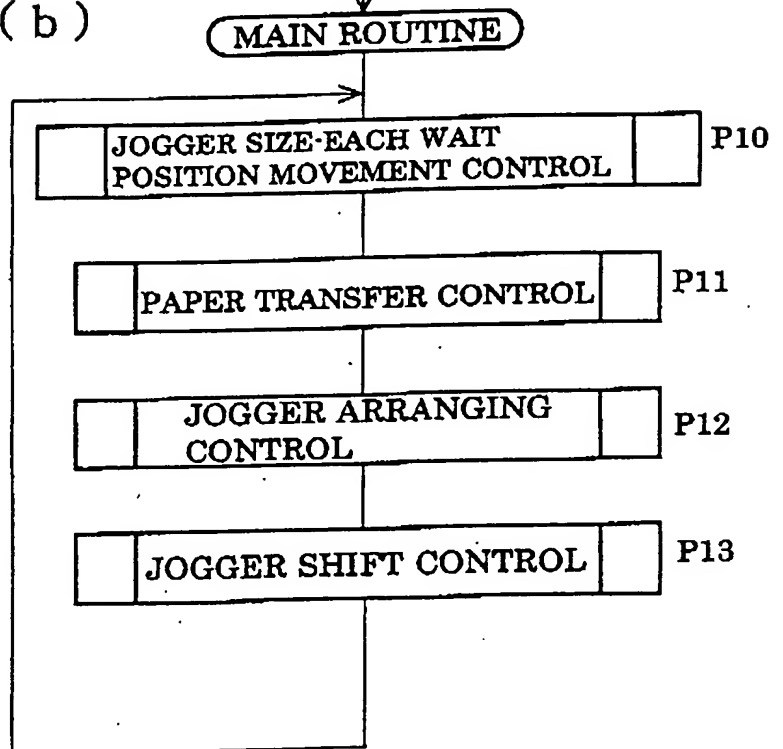 (b)
MAIN ROUTINE
JOGGER SIZE·EACH WAIT
POSITION MOVEMENT CONTROL
P10
PAPER TRANSFER CONTROL
P11
JOGGER ARRANGING
CONTROL
P12
JOGGER SHIFT CONTROL
P13